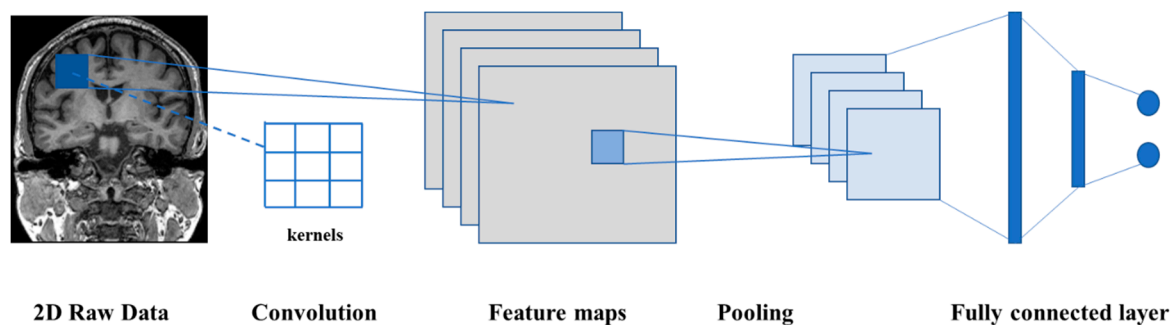 kernels
2D Raw Data
Convolution
Feature maps
Pooling
Fully connected layer